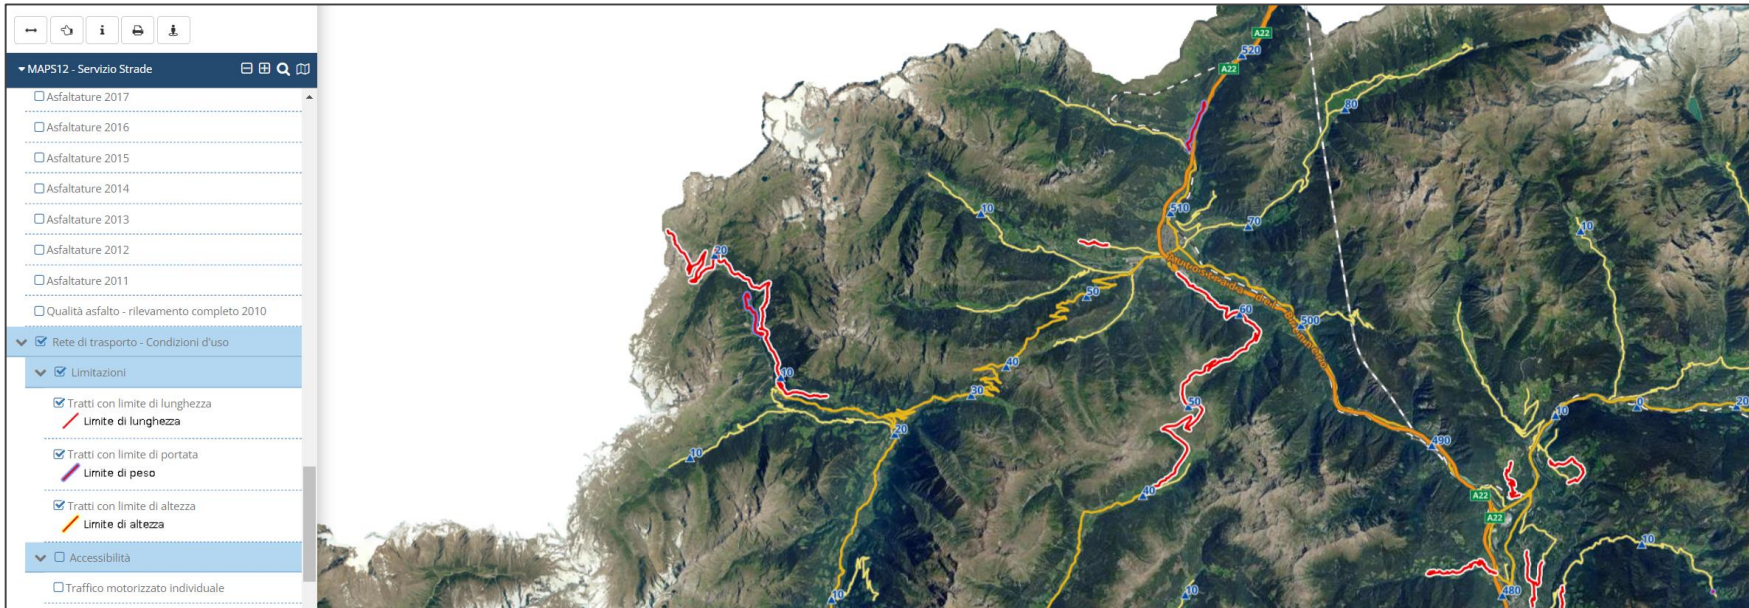 MAPS12 - Servizio Strade
Asfaltature 2017
Asfaltature 2016
Asfaltature 2015
Asfaltature 2014
Asfaltature 2013
Asfaltature 2012
Asfaltature 2011
Qualità asfalto - rilevamento completo 2010
Rete di trasporto - Condizioni d'uso
Limitazioni
Tratti con limite di lunghezza
Limite di lunghezza
Tratti con limite di portata
Limite di peso
Tratti con limite di altezza
Limite di altezza
Accessibilità
Traffico motorizzato individuale
A22
520
A22
80
10
510
70
10
20
50
60
500
40
10
30
50
0
20
10
20
490
10
40
A22
A22
10
10
10
480